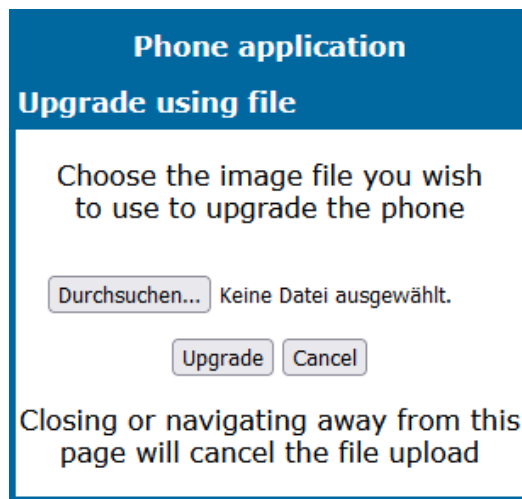 Phone application
Upgrade using file
Choose the image file you wish
to use to upgrade the phone
Durchsuchen... Keine Datei ausgewählt.
Upgrade Cancel
Closing or navigating away from this
page will cancel the file upload